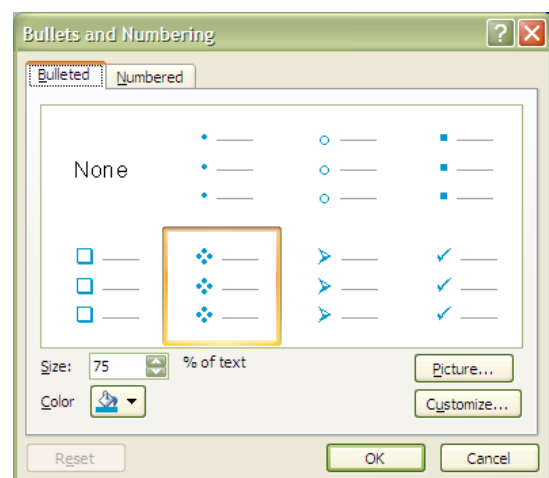 Bullets and Numbering
Bulleted Numbered
None
Size: 75 % of text
Picture...
Color
Customize...
Reset OK Cancel